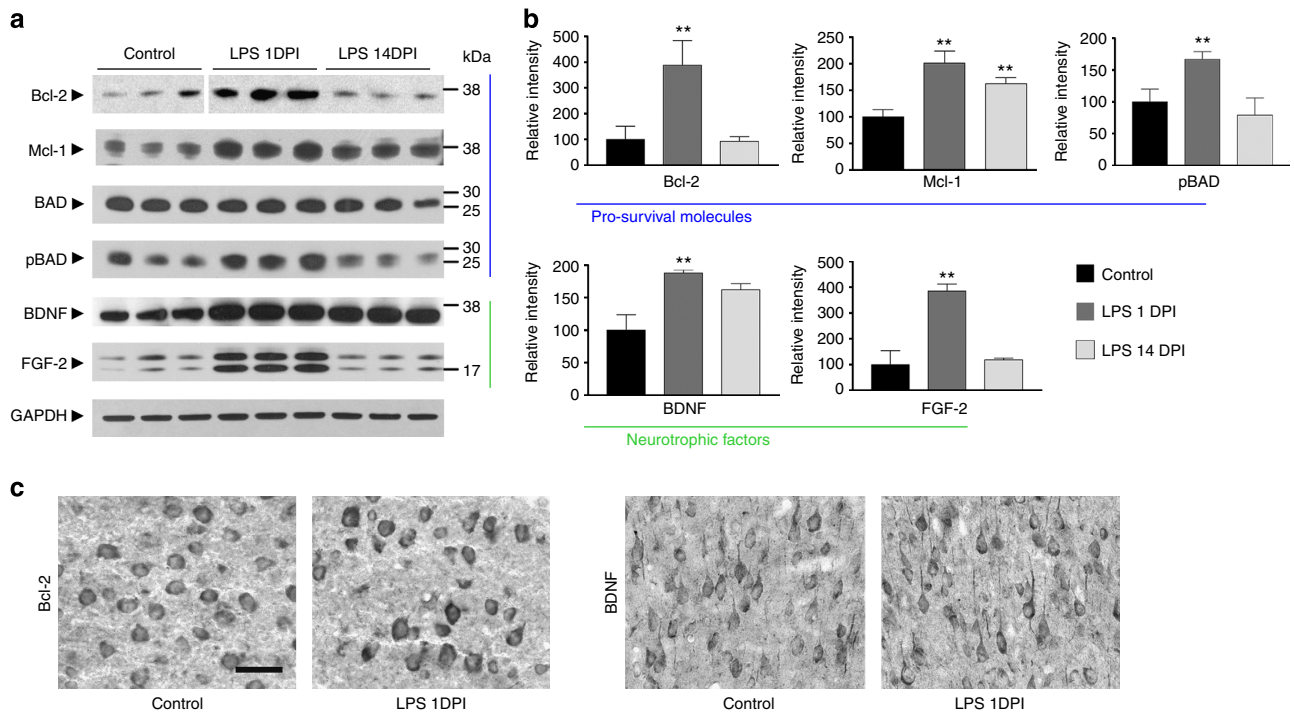 a
Control LPS 1DPI LPS 14DPI kDa
Bcl-2 38
Mcl-1 38
BAD 30
25
pBAD 30
25
BDNF 38
FGF-2 17
GAPDH
b
Relative intensity
500
400
300
200
100
0
**
Bcl-2
Relative intensity
250
200
150
100
50
0
**
**
Mcl-1
Relative intensity
200
150
100
50
0
**
pBAD
Pro-survival molecules
Relative intensity
200
150
100
50
0
**
BDNF
Relative intensity
500
400
300
200
100
0
**
FGF-2
Neurotrophic factors
Control
LPS 1 DPI
LPS 14 DPI
c
Bcl-2
Control
LPS 1DPI
BDNF
Control
LPS 1DPI